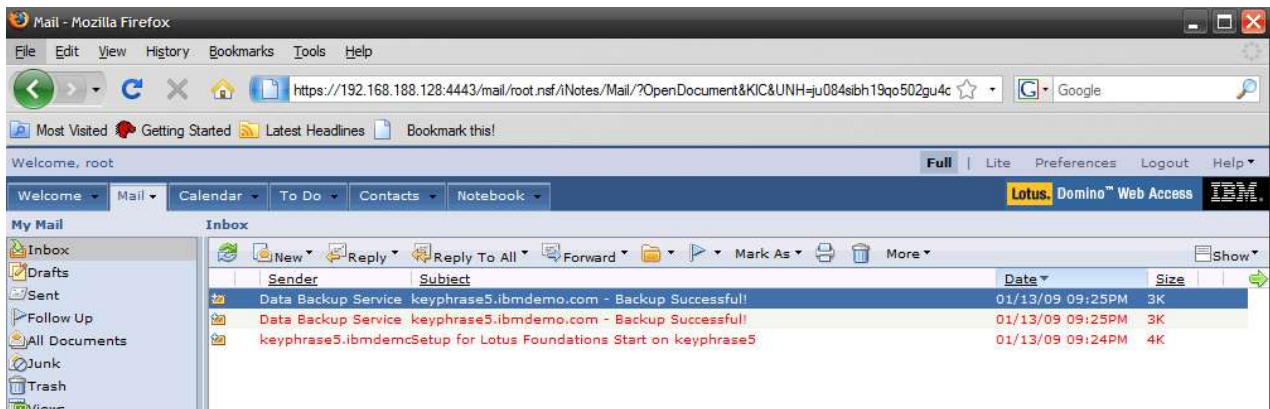 Mail - Mozilla Firefox
File Edit View History Bookmarks Tools Help
https://192.168.188.128:4443/mail/root.nsf/iNotes/Mail/?OpenDocument&KIC&UNH=ju084sibh19qo502gu4c G Google
Most Visited Getting Started Latest Headlines Bookmark this!
Welcome, root Full | Lite Preferences Logout Help
Welcome Mail Calendar To Do Contacts Notebook Lotus. Domino™ Web Access IBM.
My Mail Inbox
Inbox New Reply Reply To All Forward Mark As More Show
Drafts Sender Subject Date Size
Sent Data Backup Service keyphrase5.ibmdemo.com - Backup Successful! 01/13/09 09:25PM 3K
Follow Up Data Backup Service keyphrase5.ibmdemo.com - Backup Successful! 01/13/09 09:25PM 3K
All Documents keyphrase5.ibmdemc Setup for Lotus Foundations Start on keyphrase5 01/13/09 09:24PM 4K
Junk
Trash
Views